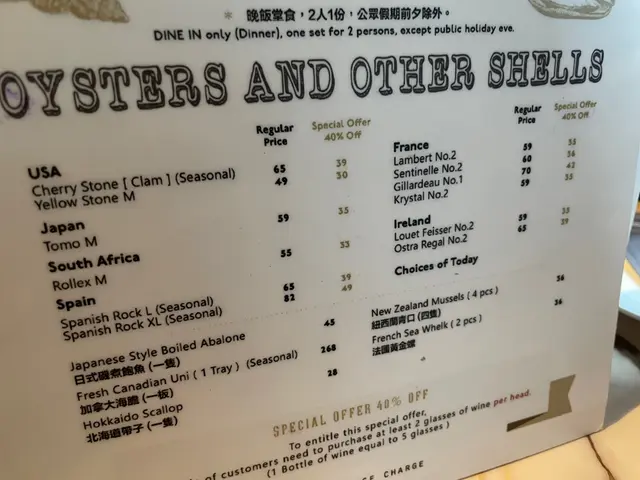 * 晚飯堂食，2人1份，公眾假期前夕除外。
DINE IN only (Dinner), one set for 2 persons, except public holiday eve.
OYSTERS AND OTHER SHELLS
Regular Price Special Offer 40% Off
USA
Cherry Stone [ Clam ] (Seasonal) 65 39
Yellow Stone M 49 30
Japan
Tomo M 59 35
South Africa
Rollex M 55 33
Spain
Spanish Rock L (Seasonal) 65 39
Spanish Rock XL (Seasonal) 82 49
Regular Price Special Offer 40% Off
France
Lambert No.2 59 35
Sentinelle No.2 60 36
Gillardeau No.1 70 42
Krystal No.2 59 35
Ireland
Louet Feisser No.2 59 35
Ostra Regal No.2 65 39
Choices of Today
Japanese Style Boiled Abalone 45
日式磯煮鮑魚 (一隻)
Fresh Canadian Uni ( 1 Tray ) (Seasonal) 268
加拿大海膽 (一板)
Hokkaido Scallop 28
北海道帶子 (一隻)
New Zealand Mussels ( 4 pcs ) 36
紐西蘭青口 (四隻)
French Sea Whelk ( 2 pcs ) 36
法國黃金螺
SPECIAL OFFER 40% OFF
To entitle this special offer,
of customers need to purchase at least 2 glasses of wine per head.
(1 Bottle of wine equal to 5 glasses )
CHARGE